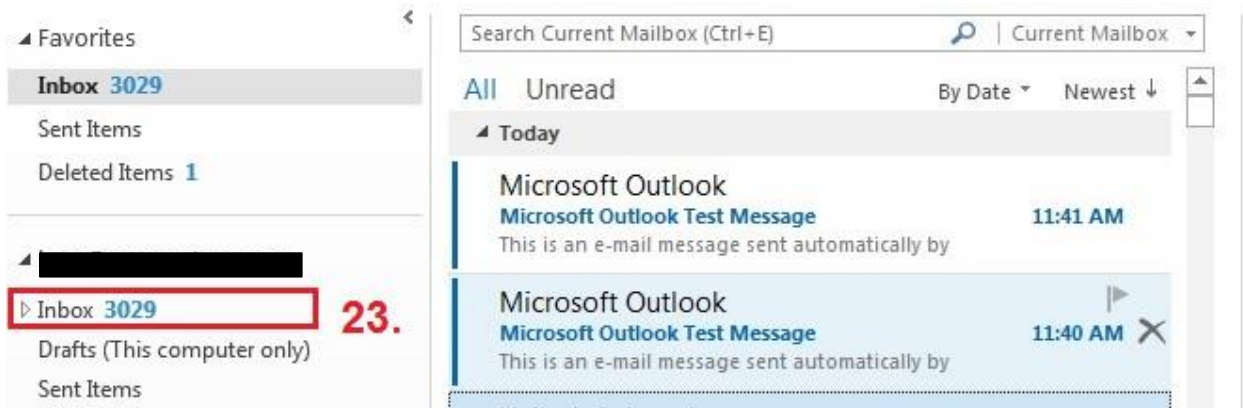 Favorites
Inbox 3029
Sent Items
Deleted Items 1
Inbox 3029
23.
Drafts (This computer only)
Sent Items
Search Current Mailbox (Ctrl+E) Current Mailbox
All Unread By Date Newest
Today
Microsoft Outlook
Microsoft Outlook Test Message 11:41 AM
This is an e-mail message sent automatically by
Microsoft Outlook
Microsoft Outlook Test Message 11:40 AM
This is an e-mail message sent automatically by